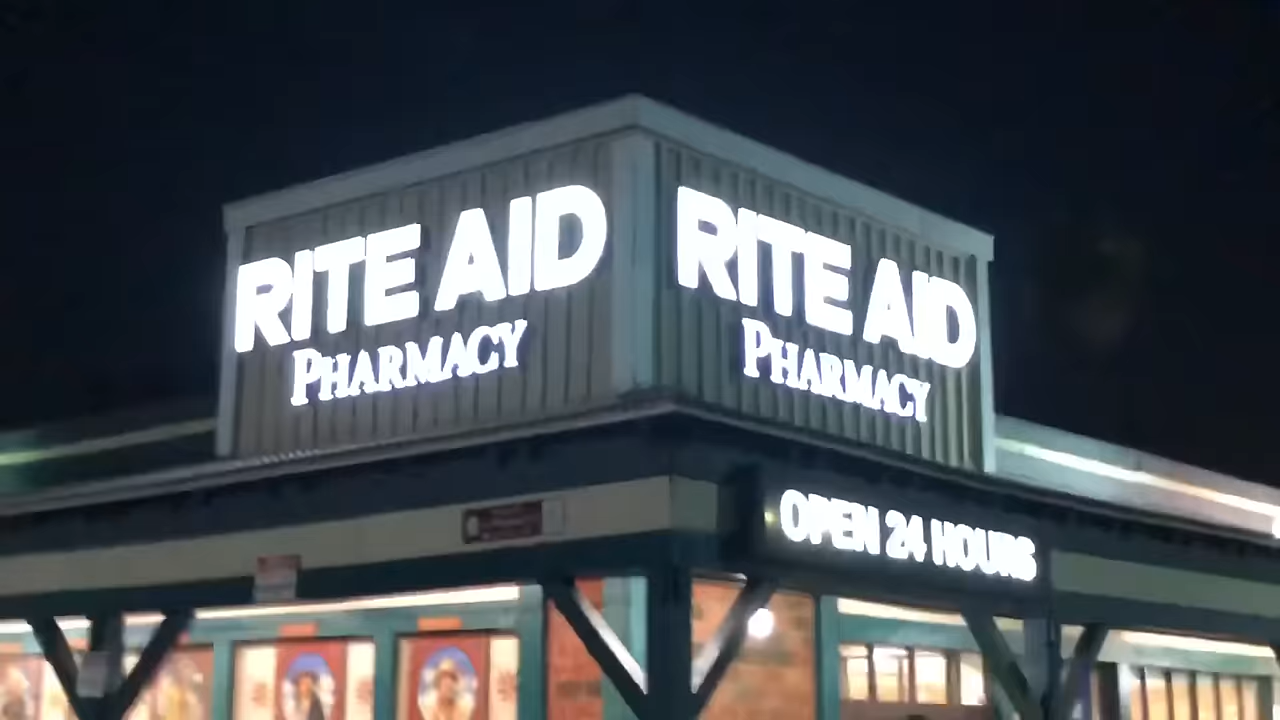 RITE AID
PHARMACY
RITE AID
PHARMACY
OPEN 24 HOURS